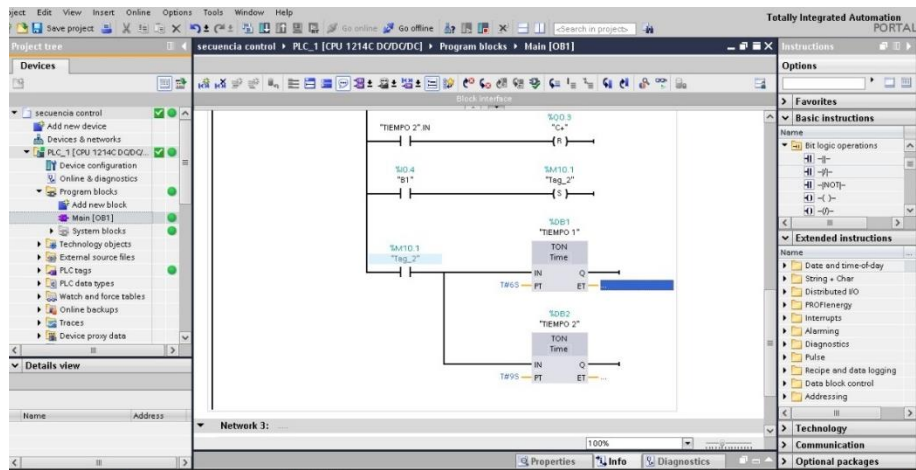 ject Edit View Insert Online Options Tools Window Help
Totally Integrated Automation
PORTAL
Save project
Go online Go offline
<Search in project>
Project tree
secuencia control PLC_1 [CPU 1214C DC/DC/DC] Program blocks Main [OB1]
Instructions
Devices
Options
Block interface
secuencia control
Add new device
Devices & networks
PLC_1 [CPU 1214C DC/DC/...
Device configuration
Online & diagnostics
Program blocks
Add new block
Main [OB1]
System blocks
Technology objects
External source files
PLC tags
PLC data types
Watch and force tables
Online backups
Traces
Device proxy data
Details view
Name Address
"TIEMPO 2".IN
%Q0.3
"C+"
R
%I0.4
"B1"
%M10.1
"Tag_2"
S
%DB1
"TIEMPO 1"
TON
Time
%M10.1
"Tag_2"
IN Q
T#6S PT ET ...
%DB2
"TIEMPO 2"
TON
Time
IN Q
T#9S PT ET ...
Network 3:
100%
Properties Info Diagnostics
Favorites
Basic instructions
Name
Bit logic operations
-| |-
-|/|-
-|NOT|-
-( )-
-(/)-
Extended instructions
Name
Date and time-of-day
String + Char
Distributed I/O
PROFIenergy
Interrupts
Alarming
Diagnostics
Pulse
Recipe and data logging
Data block control
Addressing
Technology
Communication
Optional packages